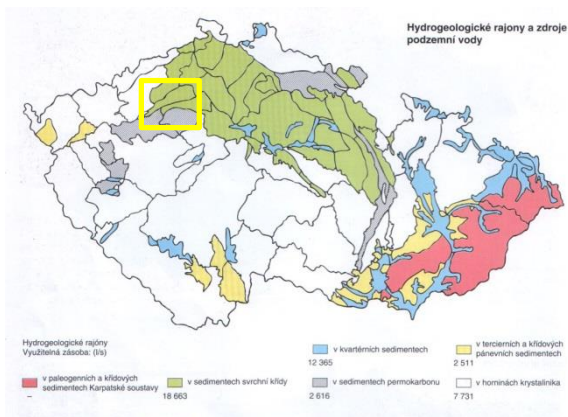 Hydrogeologické rajony a zdroje
podzemní vody
Hydrogeologické rajóny
Využitelná zásoba: (l/s)
v kvartérních sedimentech
12 365
v terciérních a křídových
pánevních sedimentech
2 511
v paleogenních a křídových
sedimentech Karpatské soustavy
–
v sedimentech svrchní křídy
18 663
v sedimentech permokarbonu
2 616
v horninách krystalinika
7 731